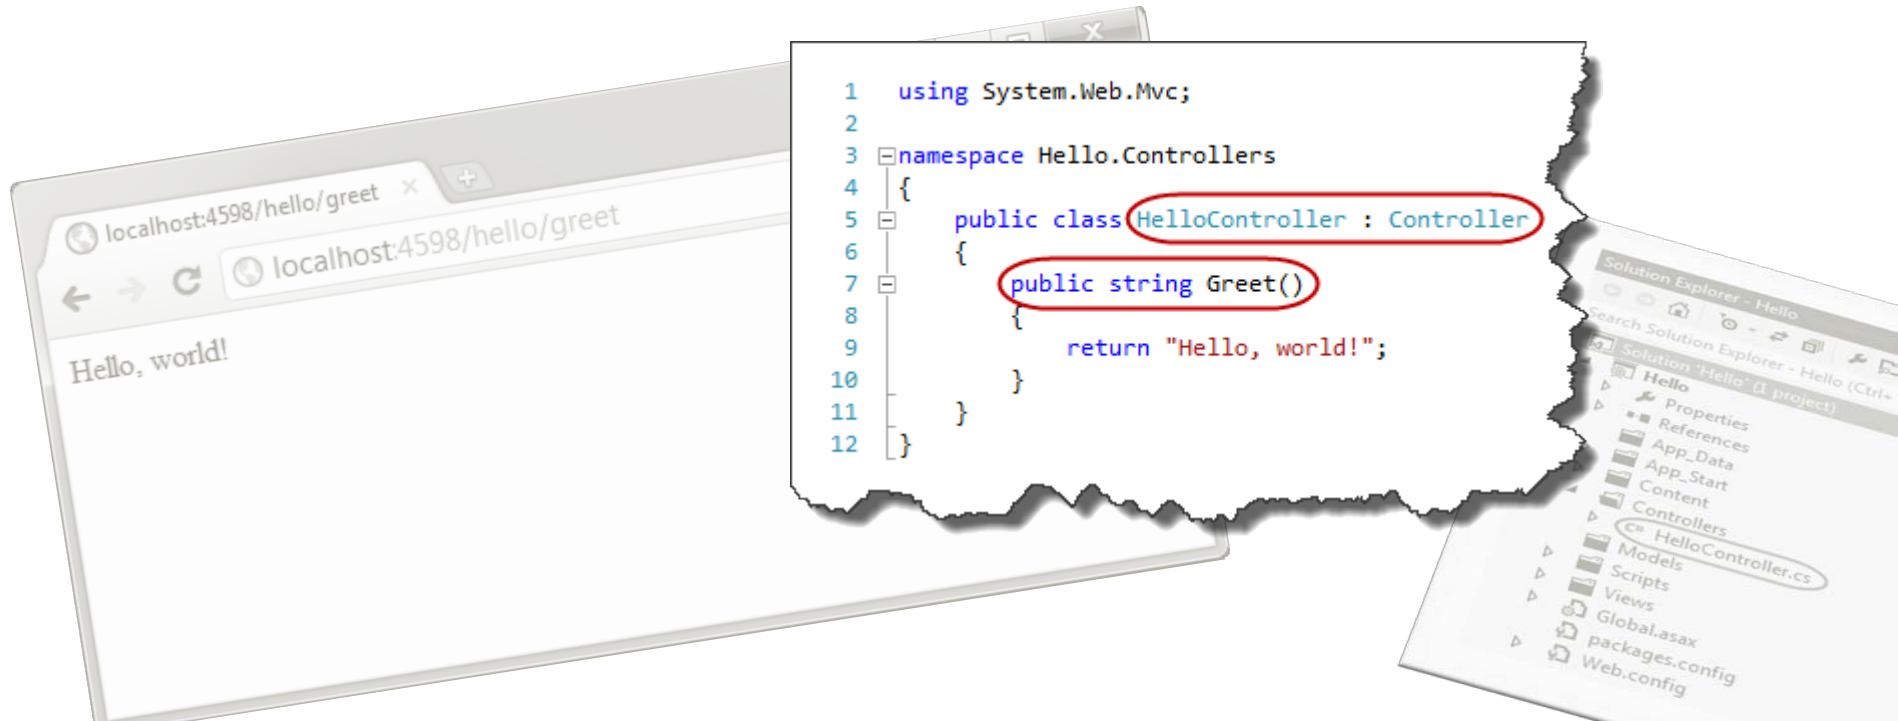 localhost:4598/hello/greet
localhost:4598/hello/greet
Hello, world!
1 using System.Web.Mvc;
2
3 namespace Hello.Controllers
4 {
5 public class HelloController : Controller
6 {
7 public string Greet()
8 {
9 return "Hello, world!";
10 }
11 }
12 }
Solution Explorer - Hello
Search Solution Explorer - Hello (Ctrl+
Solution 'Hello' (1 project)
Hello
Properties
References
App_Data
App_Start
Content
Controllers
C# HelloController.cs
Models
Scripts
Views
Global.asax
packages.config
Web.config